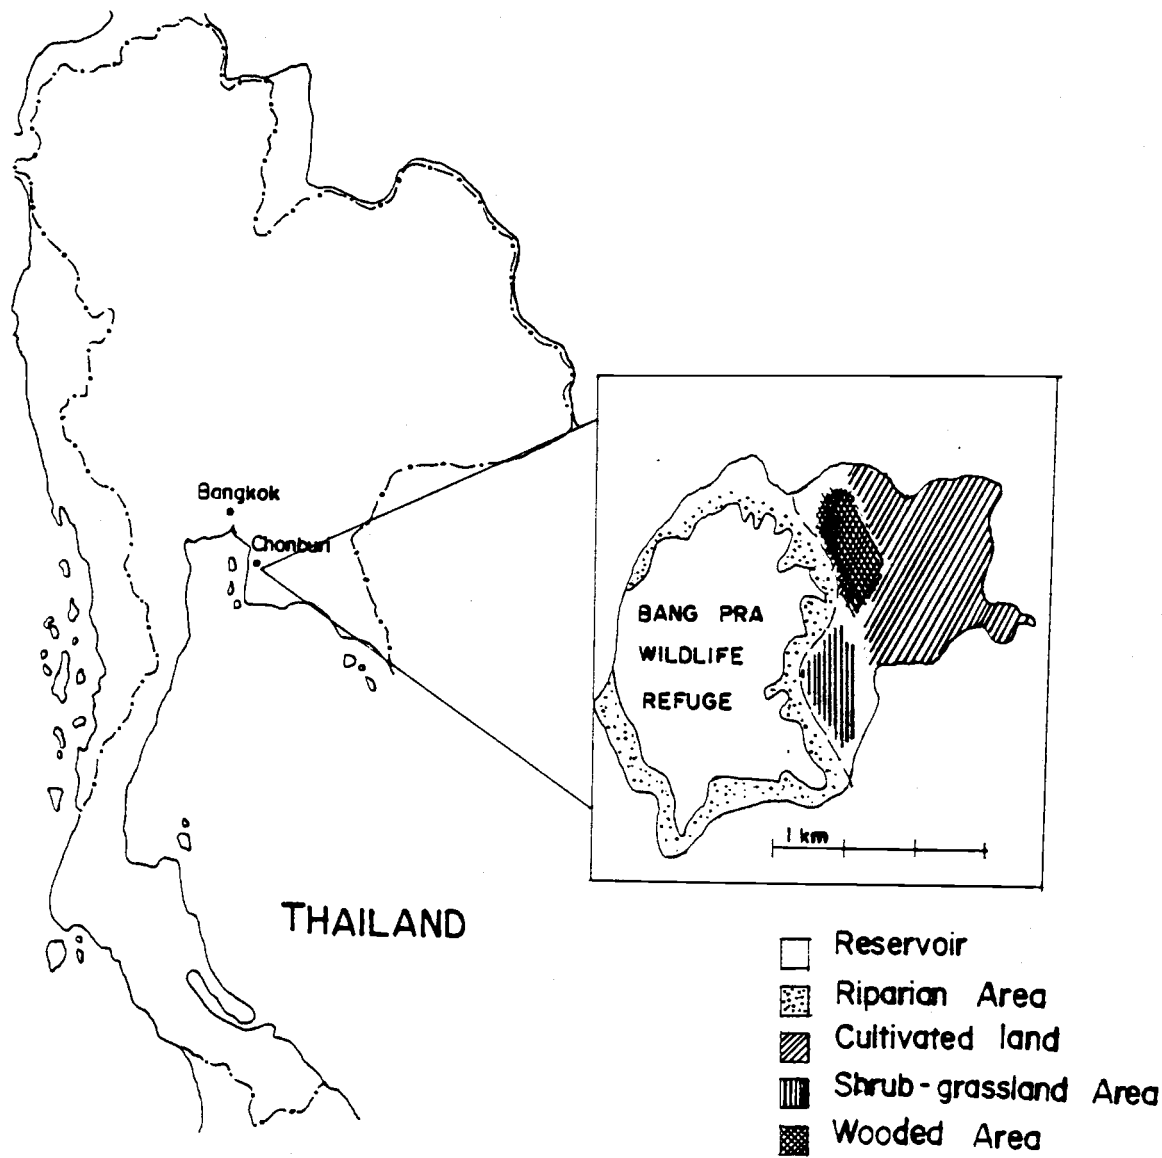 Bangkok
Chonburi
BANG PRA
WILDLIFE
REFUGE
1 km
THAILAND
Reservoir
Riparian Area
Cultivated land
Shrub-grassland Area
Wooded Area